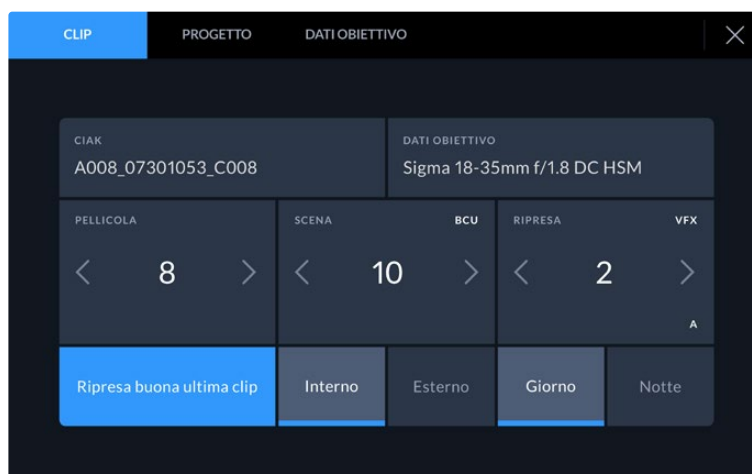 CLIP PROGETTO DATI OBIETTIVO
CIAK DATI OBIETTIVO
A008_07301053_C008 Sigma 18-35mm f/1.8 DC HSM
PELLICOLA SCENA BCU RIPRESA VFX
8 10 2
A
Ripresa buona ultima clip Interno Esterno Giorno Notte